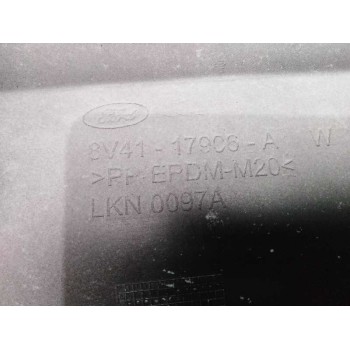 Ford
8V41-17906-A W
>PP/EPDM-M20<
LKN 0097A